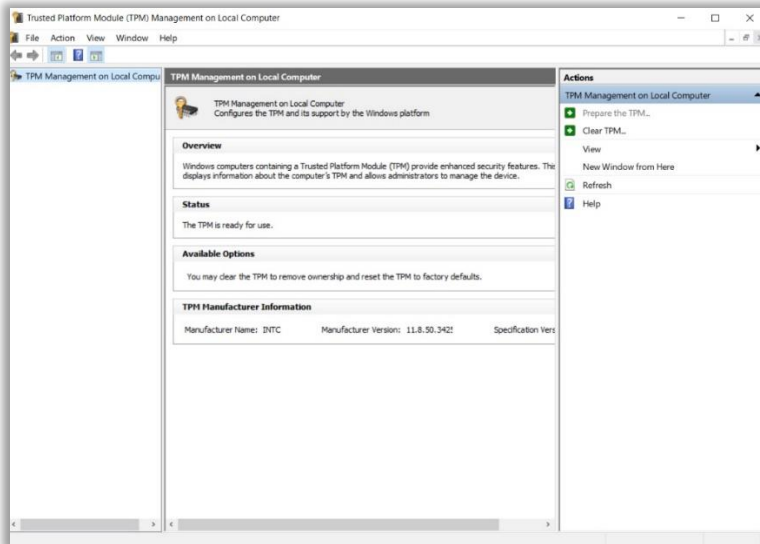 Trusted Platform Module (TPM) Management on Local Computer
File Action View Window Help
TPM Management on Local Compu
TPM Management on Local Computer
TPM Management on Local Computer
Configures the TPM and its support by the Windows platform
Overview
Windows computers containing a Trusted Platform Module (TPM) provide enhanced security features. This
displays information about the computer's TPM and allows administrators to manage the device.
Status
The TPM is ready for use.
Available Options
You may clear the TPM to remove ownership and reset the TPM to factory defaults.
TPM Manufacturer Information
Manufacturer Name: INTC Manufacturer Version: 11.8.50.342 Specification Vers
Actions
TPM Management on Local Computer
Prepare the TPM...
Clear TPM...
View
New Window from Here
Refresh
Help